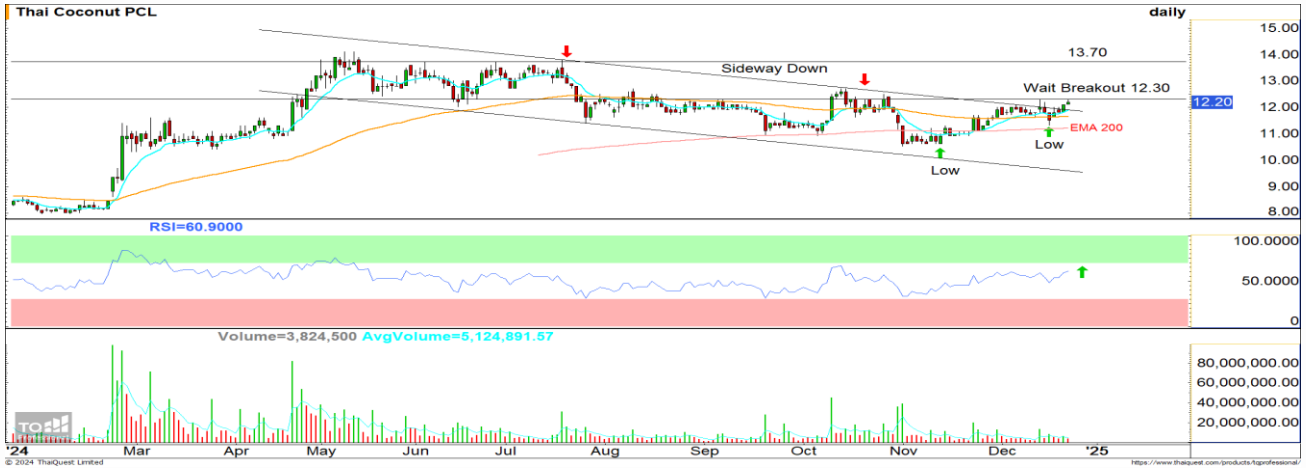 Thai Coconut PCL
daily
15.00
14.00
13.70
13.00
Sideway Down
Wait Breakout 12.30
12.20
12.00
EMA 200
11.00
Low
Low
10.00
9.00
8.00
RSI=60.9000
100.0000
50.0000
0
Volume=3,824,500 AvgVolume=5,124,891.57
80,000,000.00
60,000,000.00
40,000,000.00
20,000,000.00
TQ
'24 Mar Apr May Jun Jul Aug Sep Oct Nov Dec '25
© 2024 ThaiQuest Limited
https://www.thaiquest.com/products/tqprofessional/